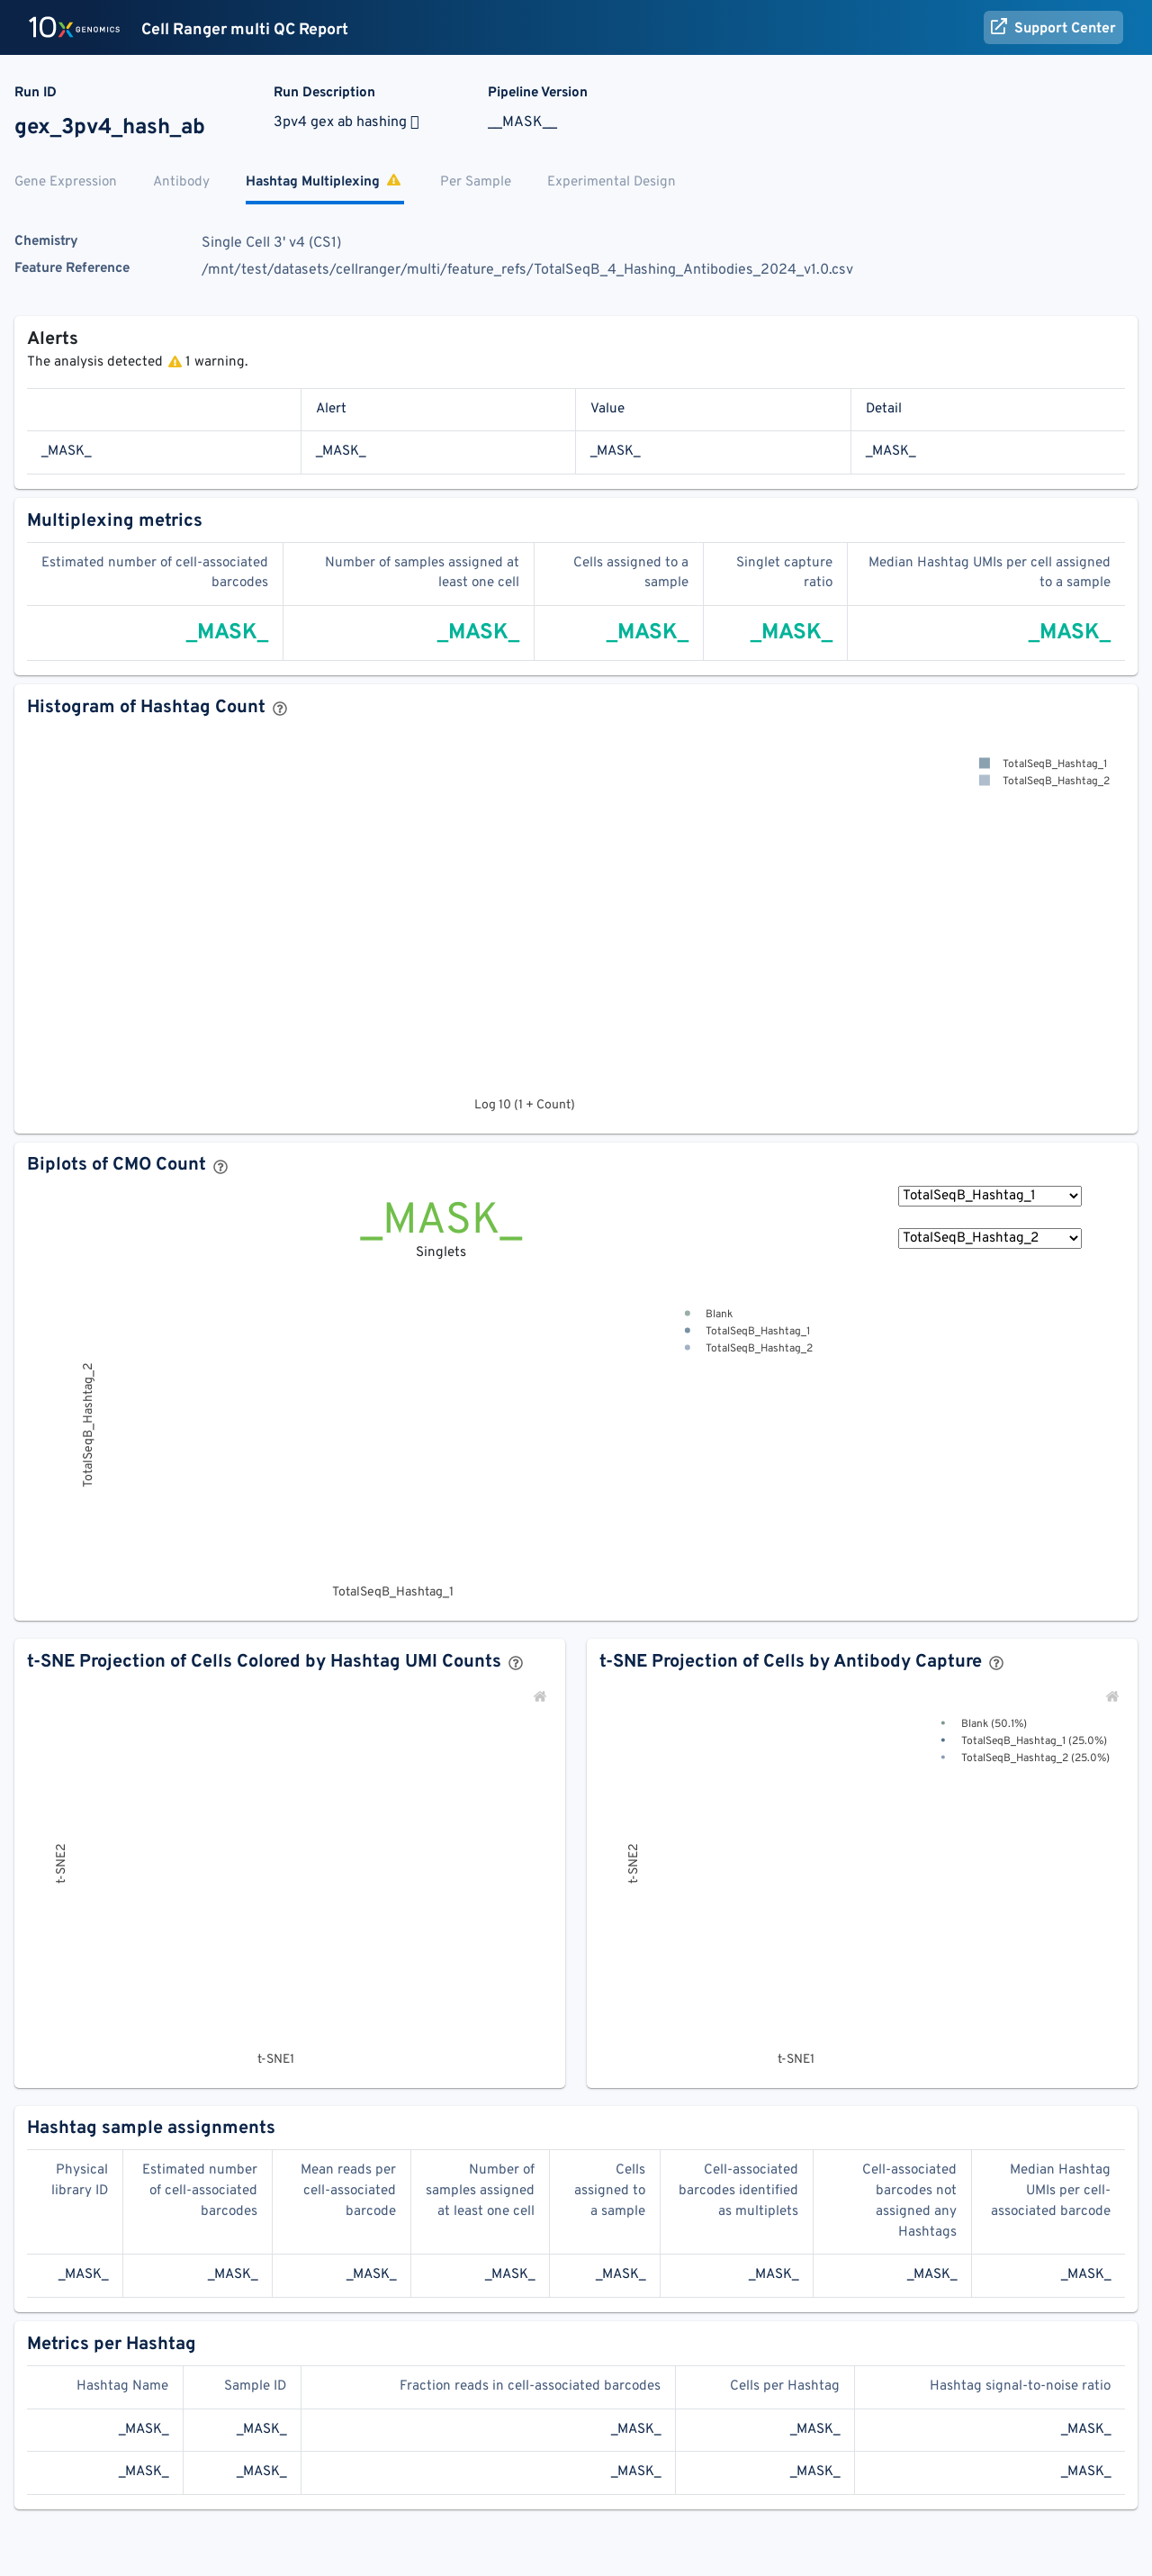 10x GENOMICS Cell Ranger multi QC Report Support Center
Run ID Run Description Pipeline Version
gex_3pv4_hash_ab 3pv4 gex ab hashing ▯ __MASK__
Gene Expression Antibody Hashtag Multiplexing Per Sample Experimental Design
Chemistry Single Cell 3' v4 (CS1)
Feature Reference /mnt/test/datasets/cellranger/multi/feature_refs/TotalSeqB_4_Hashing_Antibodies_2024_v1.0.csv
Alerts
The analysis detected 1 warning.
Alert Value Detail
_MASK_ _MASK_ _MASK_ _MASK_
Multiplexing metrics
Estimated number of cell-associated Number of samples assigned at Cells assigned to a Singlet capture Median Hashtag UMIs per cell assigned
barcodes least one cell sample ratio to a sample
_MASK_ _MASK_ _MASK_ _MASK_ _MASK_
Histogram of Hashtag Count
TotalSeqB_Hashtag_1
TotalSeqB_Hashtag_2
Log 10 (1 + Count)
Biplots of CMO Count
TotalSeqB_Hashtag_1
_MASK_
Singlets
TotalSeqB_Hashtag_2
Blank
TotalSeqB_Hashtag_1
TotalSeqB_Hashtag_2
TotalSeqB_Hashtag_2
TotalSeqB_Hashtag_1
t-SNE Projection of Cells Colored by Hashtag UMI Counts
t-SNE2
t-SNE1
t-SNE Projection of Cells by Antibody Capture
Blank (50.1%)
TotalSeqB_Hashtag_1 (25.0%)
TotalSeqB_Hashtag_2 (25.0%)
t-SNE2
t-SNE1
Hashtag sample assignments
Physical Estimated number Mean reads per Number of Cells Cell-associated Cell-associated Median Hashtag
library ID of cell-associated cell-associated samples assigned assigned to barcodes identified barcodes not UMIs per cell-
barcodes barcode at least one cell a sample as multiplets assigned any associated barcode
Hashtags
_MASK_ _MASK_ _MASK_ _MASK_ _MASK_ _MASK_ _MASK_ _MASK_
Metrics per Hashtag
Hashtag Name Sample ID Fraction reads in cell-associated barcodes Cells per Hashtag Hashtag signal-to-noise ratio
_MASK_ _MASK_ _MASK_ _MASK_ _MASK_
_MASK_ _MASK_ _MASK_ _MASK_ _MASK_